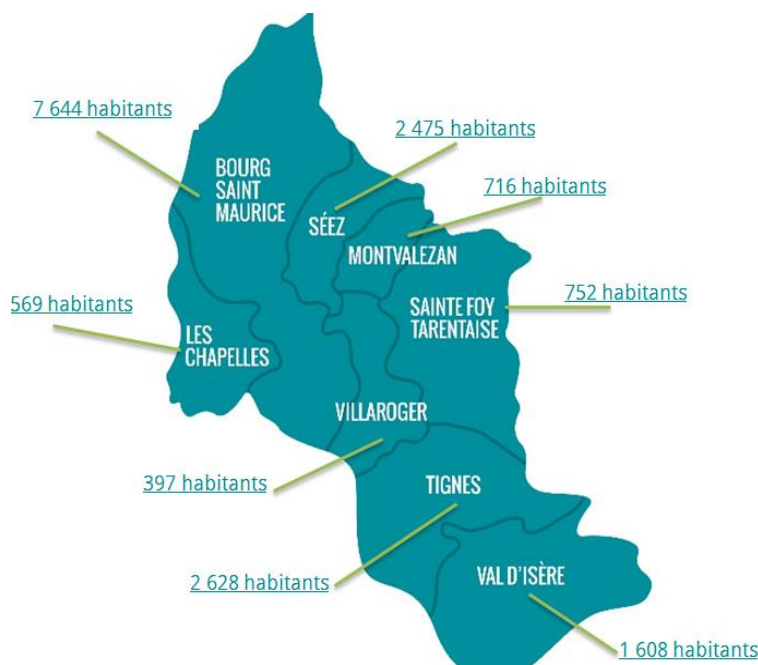 7 644 habitants
2 475 habitants
BOURG
SAINT
MAURICE
716 habitants
SÉEZ
MONTVALEZAN
569 habitants
752 habitants
SAINTE FOY
TARENTAISE
LES
CHAPELLES
VILLAROGER
397 habitants
TIGNES
2 628 habitants
VAL D'ISÈRE
1 608 habitants